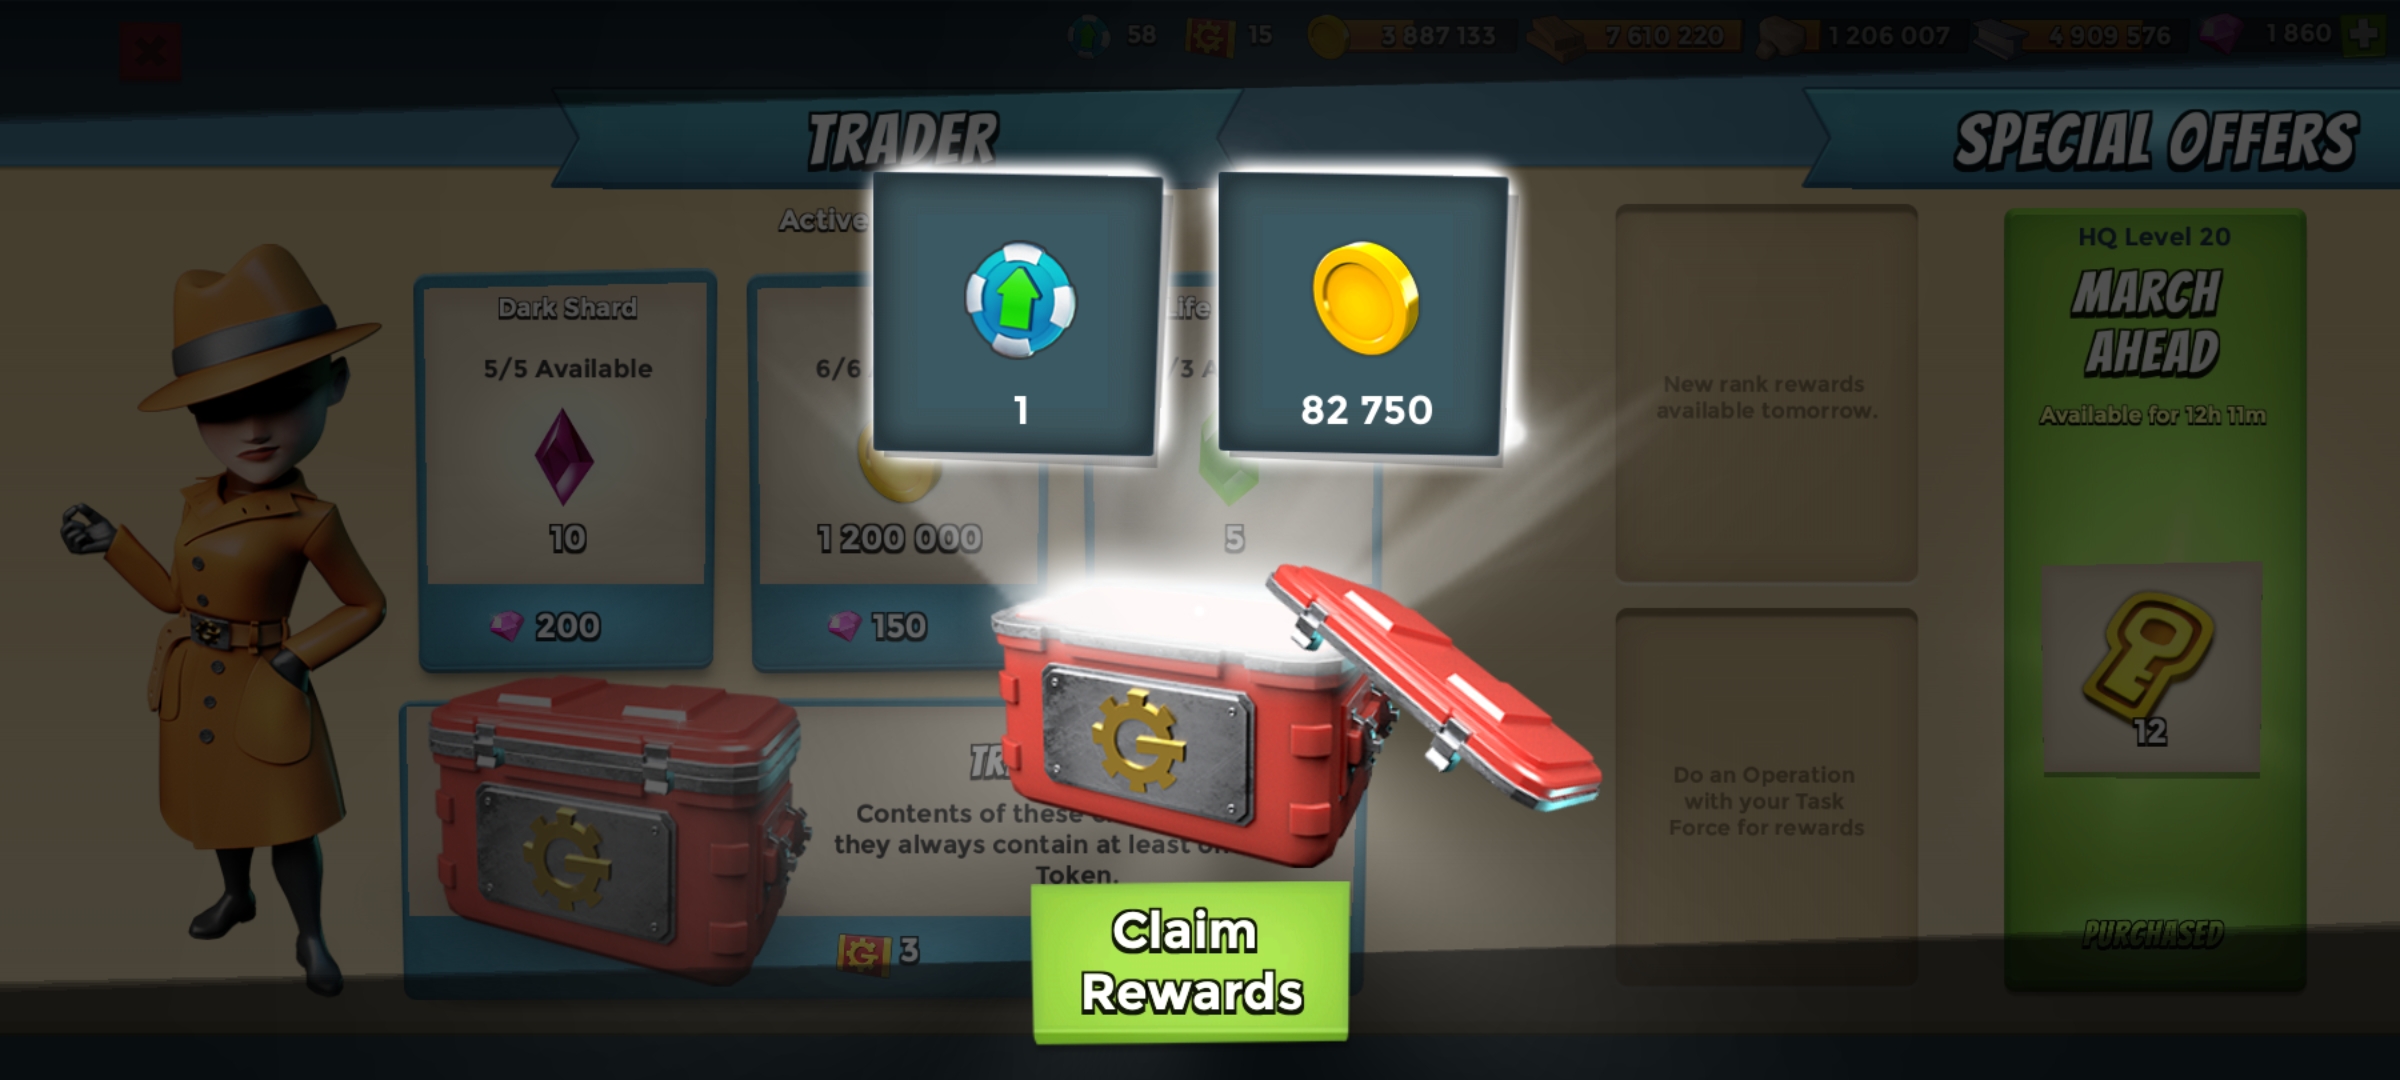 58
15
3 887 133
7 610 220
1 206 007
4 909 576
1 860
TRADER
SPECIAL OFFERS
Active
Dark Shard
5/5 Available
10
200
6/6
1 200 000
150
Life
/3
5
1
82 750
New rank rewards
available tomorrow.
Do an Operation
with your Task
Force for rewards
HQ Level 20
MARCH
AHEAD
Available for 12h 11m
12
PURCHASED
Contents of these
they always contain at least
Token.
3
Claim
Rewards